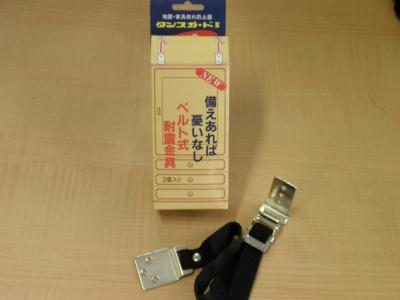 地震・家具倒れ防止器
タンスガードⅡ
NEW
備えあれば
憂いなし
ベルト式
耐震金具
2個入り